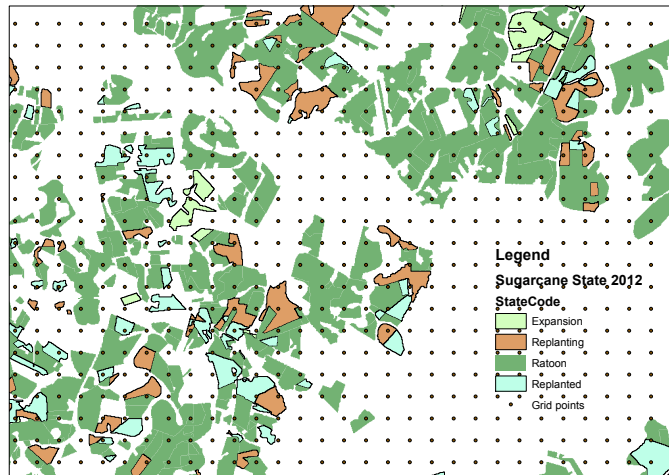 Legend
Sugarcane State 2012
StateCode
Expansion
Replanting
Ratoon
Replanted
Grid points